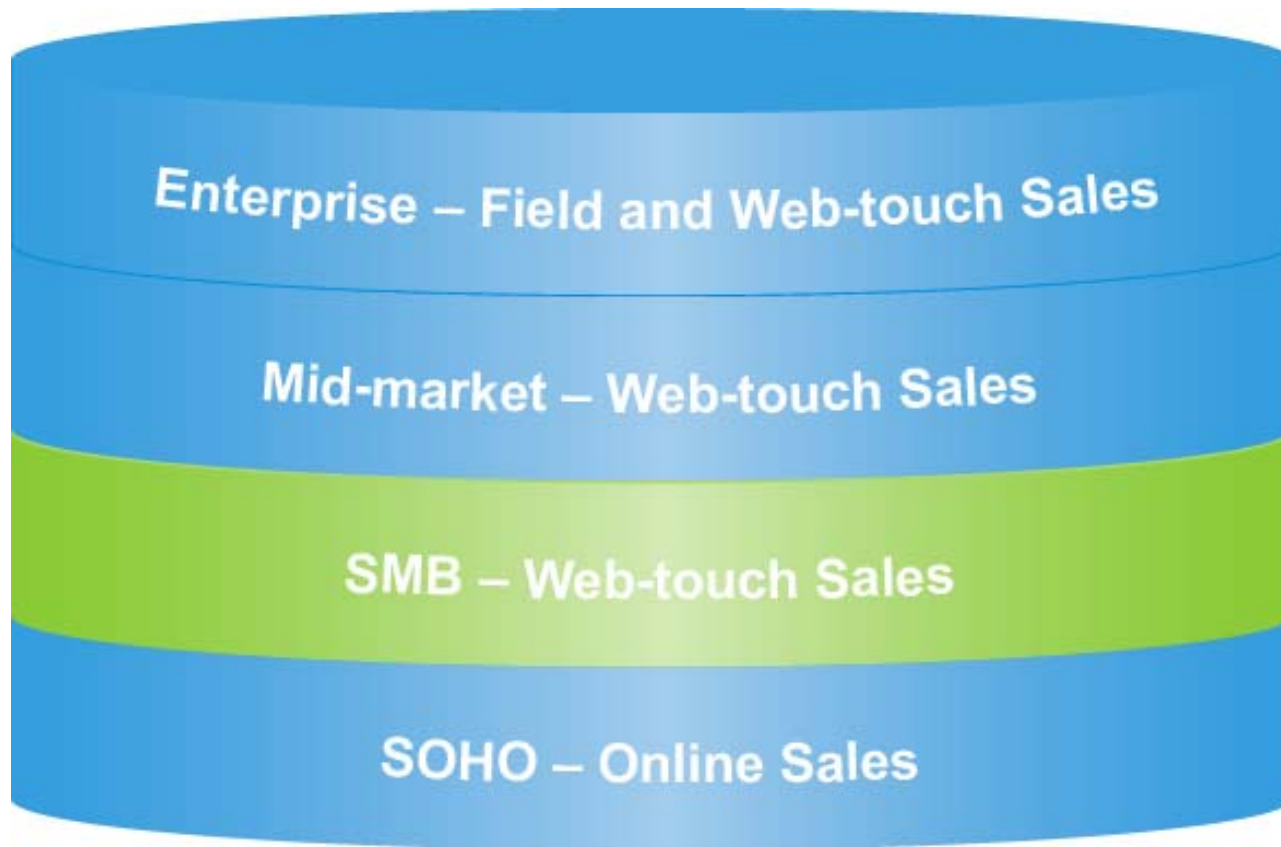 Enterprise – Field and Web-touch Sales
Mid-market – Web-touch Sales
SMB – Web-touch Sales
SOHO – Online Sales